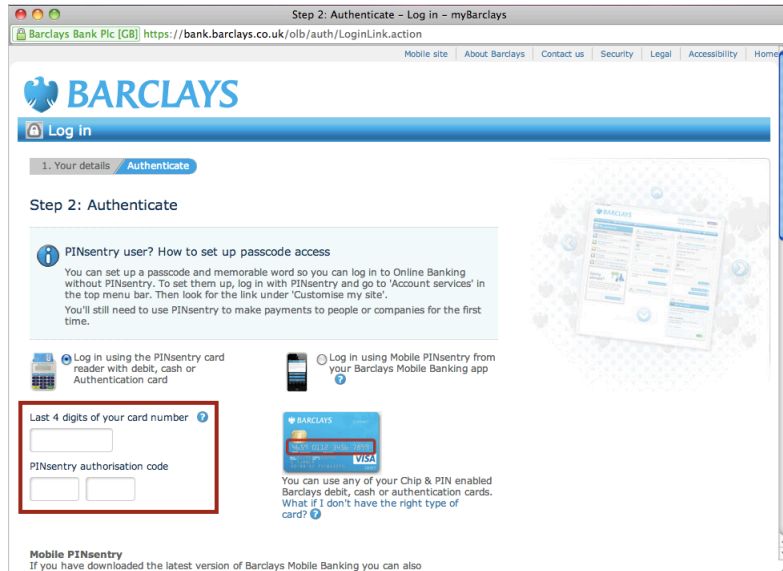 Step 2: Authenticate – Log in – myBarclays
Barclays Bank Plc [GB] https://bank.barclays.co.uk/olb/auth/LoginLink.action
Mobile site About Barclays Contact us Security Legal Accessibility Home
BARCLAYS
Log in
1. Your details Authenticate
Step 2: Authenticate
PINsentry user? How to set up passcode access
You can set up a passcode and memorable word so you can log in to Online Banking
without PINsentry. To set them up, log in with PINsentry and go to 'Account services' in
the top menu bar. Then look for the link under 'Customise my site'.
You'll still need to use PINsentry to make payments to people or companies for the first
time.
Log in using the PINsentry card
reader with debit, cash or
Authentication card
Log in using Mobile PINsentry from
your Barclays Mobile Banking app
?
Last 4 digits of your card number ?
PINsentry authorisation code
BARCLAYS
VISA
You can use any of your Chip & PIN enabled
Barclays debit, cash or authentication cards.
What if I don't have the right type of
card? ?
BARCLAYS
Mobile PINsentry
If you have downloaded the latest version of Barclays Mobile Banking you can also